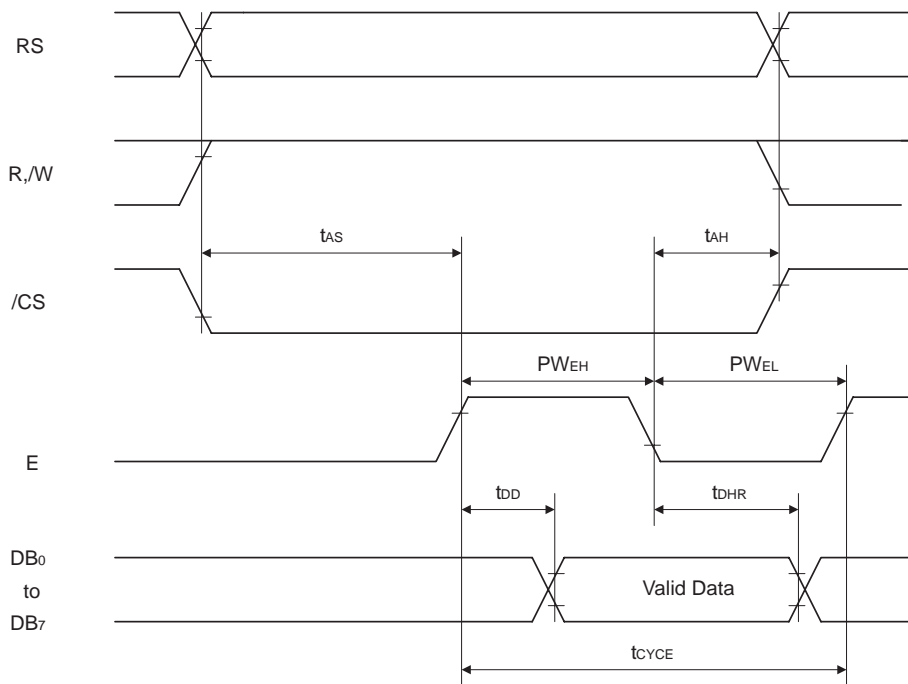 RS
R,/W
tAS
tAH
/CS
PWEH
PWEL
E
tDD
tDHR
DB0
to
DB7
Valid Data
tCYCE